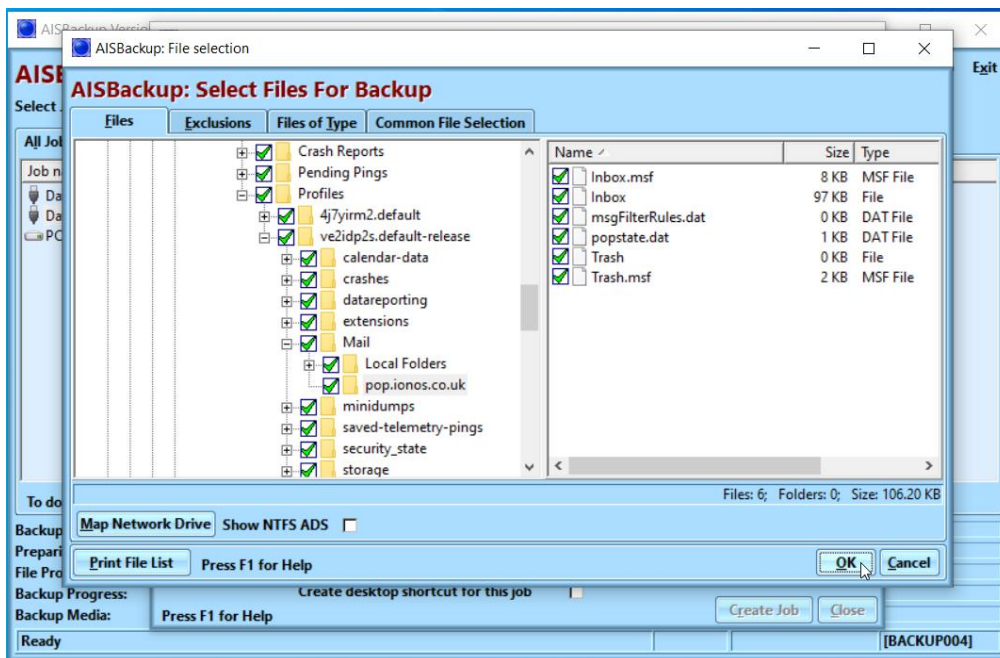 AISBackup: File selection
AISBackup: Select Files For Backup
Exit
Select
Files Exclusions Files of Type Common File Selection
All Jo
Job n
Da
Da
PC
Crash Reports
Pending Pings
Profiles
4j7yirm2.default
ve2idp2s.default-release
calendar-data
crashes
datareporting
extensions
Mail
Local Folders
pop.ionos.co.uk
minidumps
saved-telemetry-pings
security_state
storage
Name Size Type
Inbox.msf 8 KB MSF File
Inbox 97 KB File
msgFilterRules.dat 0 KB DAT File
popstate.dat 1 KB DAT File
Trash 0 KB File
Trash.msf 2 KB MSF File
Files: 6; Folders: 0; Size: 106.20 KB
To do
Map Network Drive Show NTFS ADS
Backup
Prepari
Print File List Press F1 for Help OK Cancel
File Pro
Backup Progress: Create desktop shortcut for this job
Backup Media: Press F1 for Help Create Job Close
Ready [BACKUP004]